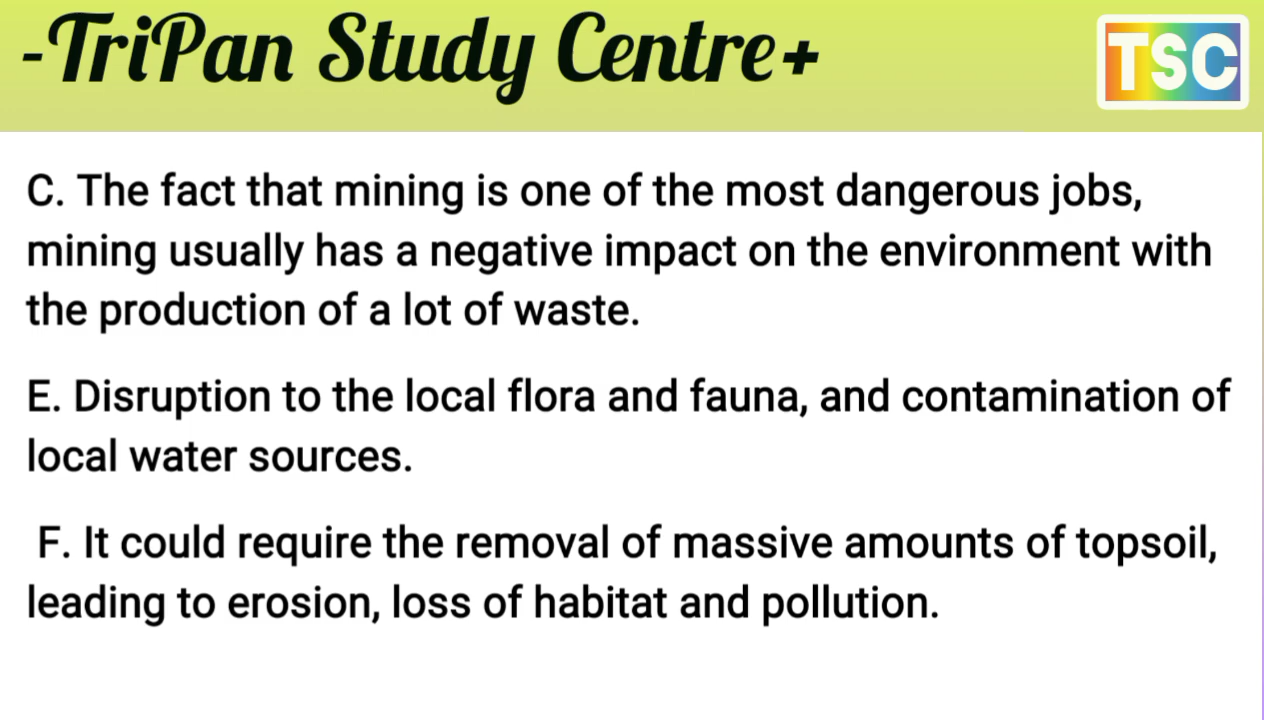 -TriPan Study Centre+
TSC
C. The fact that mining is one of the most dangerous jobs,
mining usually has a negative impact on the environment with
the production of a lot of waste.
E. Disruption to the local flora and fauna, and contamination of
local water sources.
F. It could require the removal of massive amounts of topsoil,
leading to erosion, loss of habitat and pollution.